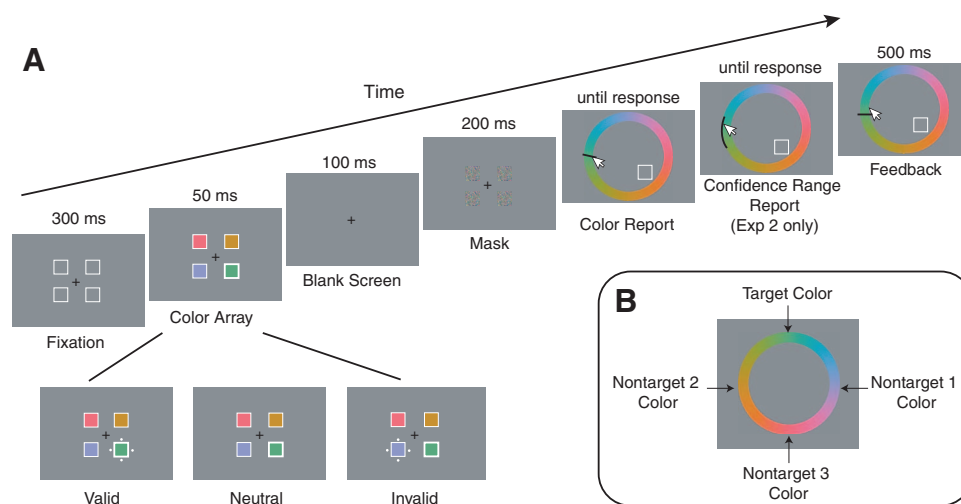 A
Time
300 ms
Fixation
50 ms
Color Array
100 ms
Blank Screen
200 ms
Mask
until response
Color Report
until response
Confidence Range
Report
(Exp 2 only)
500 ms
Feedback
Valid
Neutral
Invalid
B
Target Color
Nontarget 2
Color
Nontarget 1
Color
Nontarget 3
Color